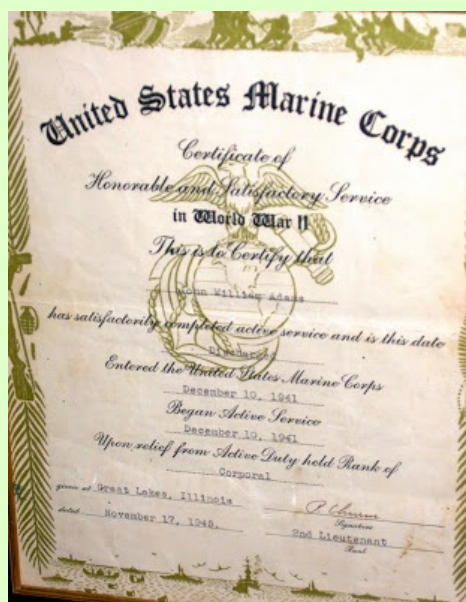 United States Marine Corps
Certificate of
Honorable and Satisfactory Service
in World War II
This is to Certify that
John William Adams
has satisfactorily completed active service and is this date
Discharged
Entered the United States Marine Corps
December 10, 1941
Began Active Service
December 10, 1941
Upon relief from Active Duty held Rank of
Corporal
given at Great Lakes, Illinois
Signature
dated November 17, 1945.
2nd Lieutenant
Rank